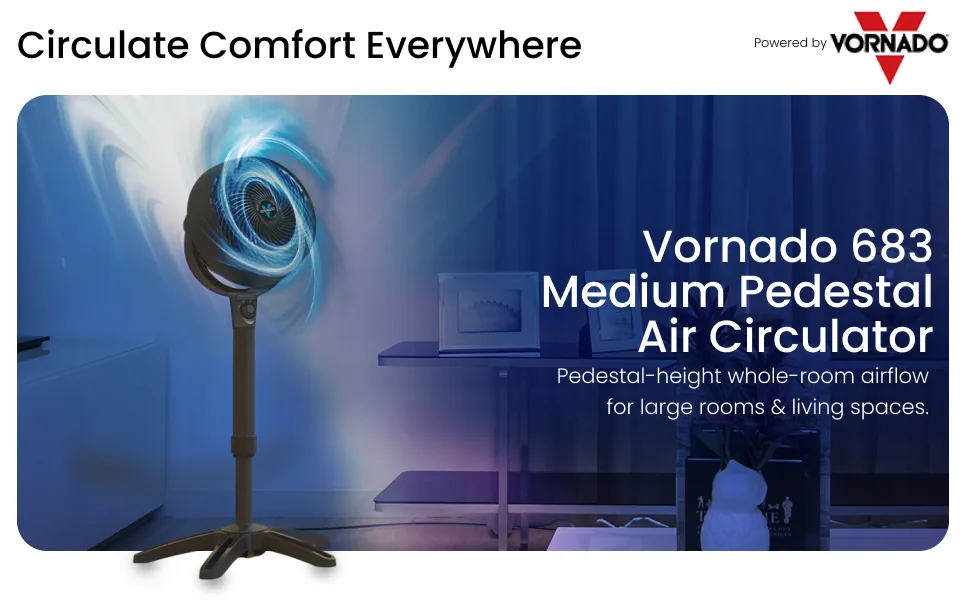 Circulate Comfort Everywhere
Powered by VORNADO
Vornado 683
Medium Pedestal
Air Circulator
Pedestal-height whole-room airflow
for large rooms & living spaces.